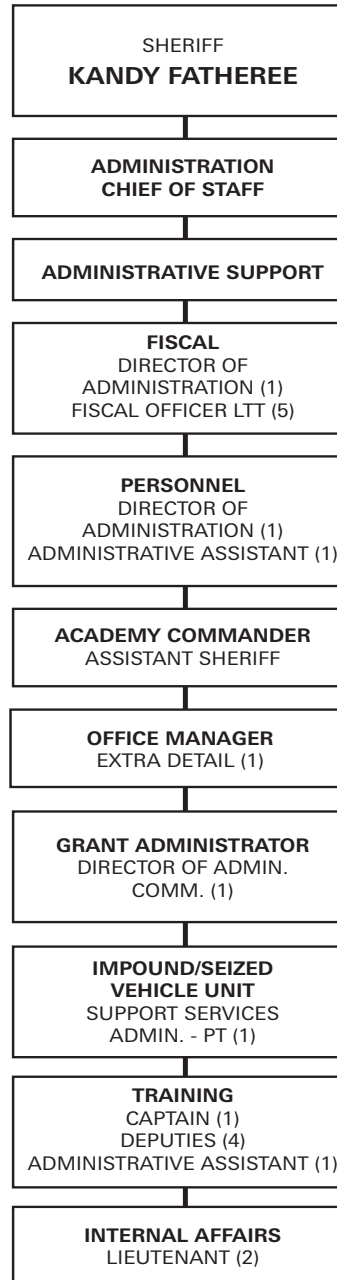 SHERIFF
KANDY FATHEREE
ADMINISTRATION
CHIEF OF STAFF
ADMINISTRATIVE SUPPORT
FISCAL
DIRECTOR OF
ADMINISTRATION (1)
FISCAL OFFICER LTT (5)
PERSONNEL
DIRECTOR OF
ADMINISTRATION (1)
ADMINISTRATIVE ASSISTANT (1)
ACADEMY COMMANDER
ASSISTANT SHERIFF
OFFICE MANAGER
EXTRA DETAIL (1)
GRANT ADMINISTRATOR
DIRECTOR OF ADMIN.
COMM. (1)
IMPOUND/SEIZED
VEHICLE UNIT
SUPPORT SERVICES
ADMIN. - PT (1)
TRAINING
CAPTAIN (1)
DEPUTIES (4)
ADMINISTRATIVE ASSISTANT (1)
INTERNAL AFFAIRS
LIEUTENANT (2)